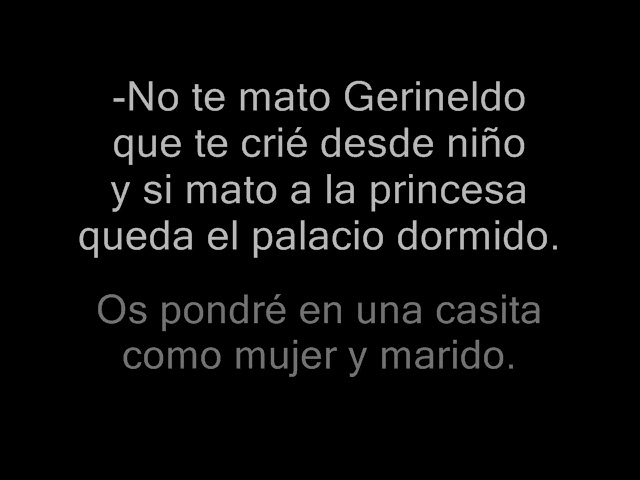 -No te mato Gerineldo
que te crié desde niño
y si mato a la princesa
queda el palacio dormido.
Os pondré en una casita
como mujer y marido.